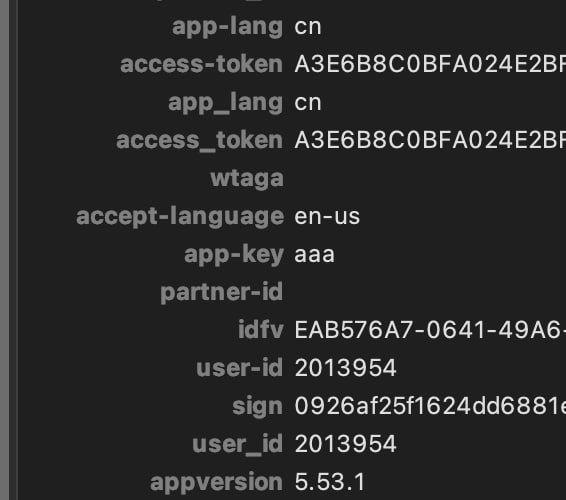 app-lang cn
access-token A3E6B8C0BFA024E2BF
app_lang cn
access_token A3E6B8C0BFA024E2BF
wtaga
accept-language en-us
app-key aaa
partner-id
idfv EAB576A7-0641-49A6-
user-id 2013954
sign 0926af25f1624dd6881e
user_id 2013954
appversion 5.53.1